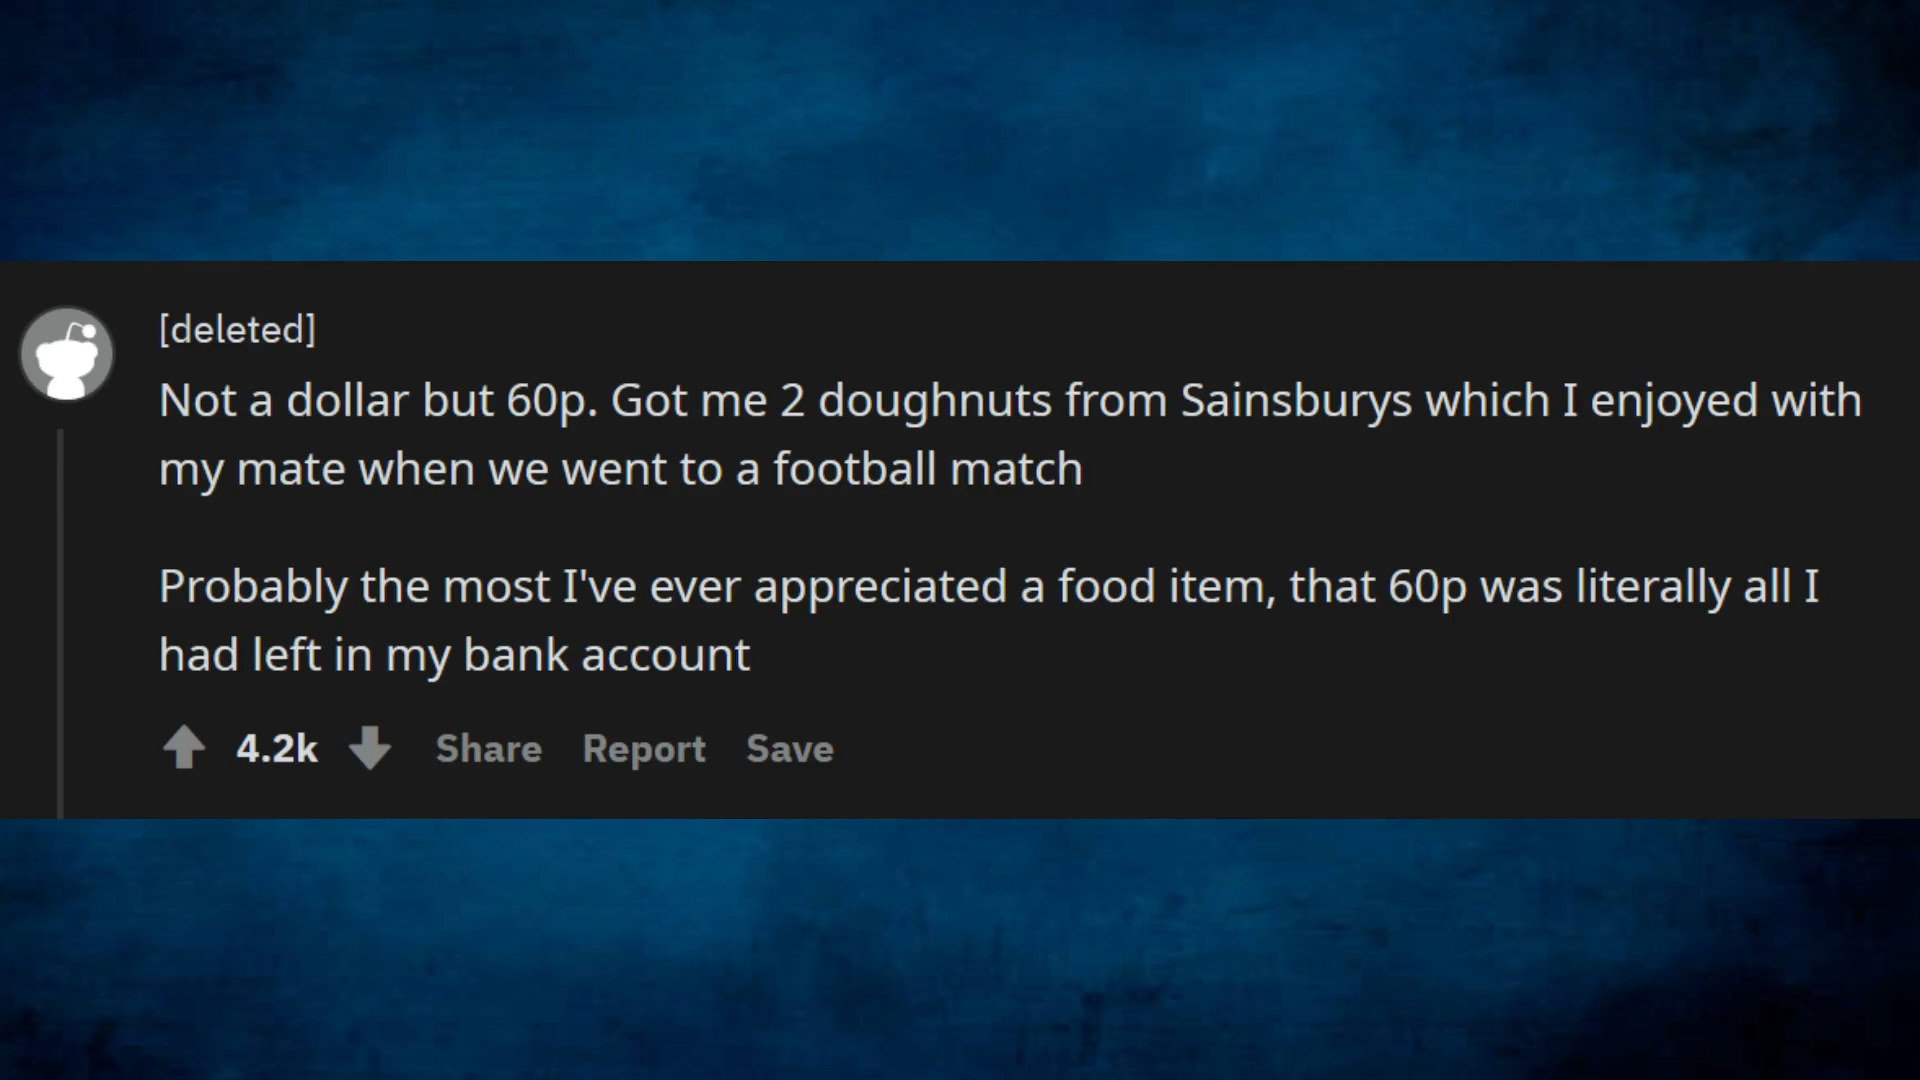 [deleted]
Not a dollar but 60p. Got me 2 doughnuts from Sainsburys which I enjoyed with
my mate when we went to a football match
Probably the most I've ever appreciated a food item, that 60p was literally all I
had left in my bank account
4.2k Share Report Save